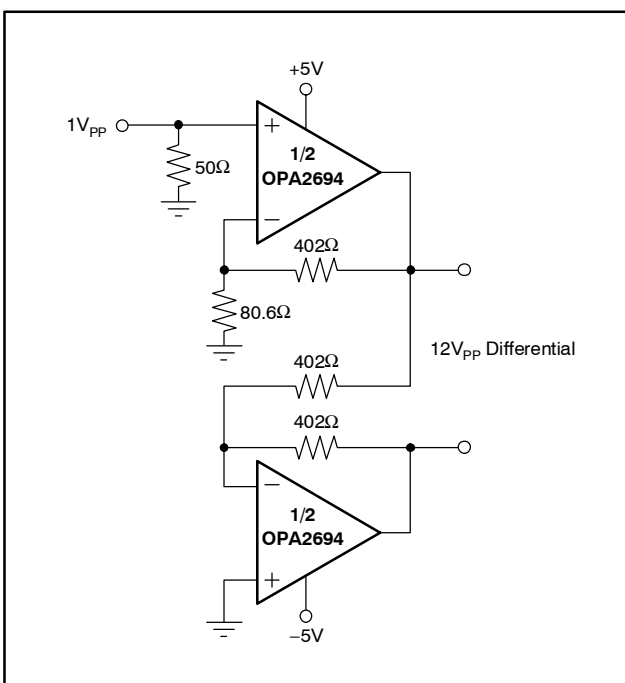 +5V
1V_PP
+
1/2
OPA2694
50Ω
−
402Ω
80.6Ω
12V_PP Differential
402Ω
402Ω
−
1/2
OPA2694
+
−5V